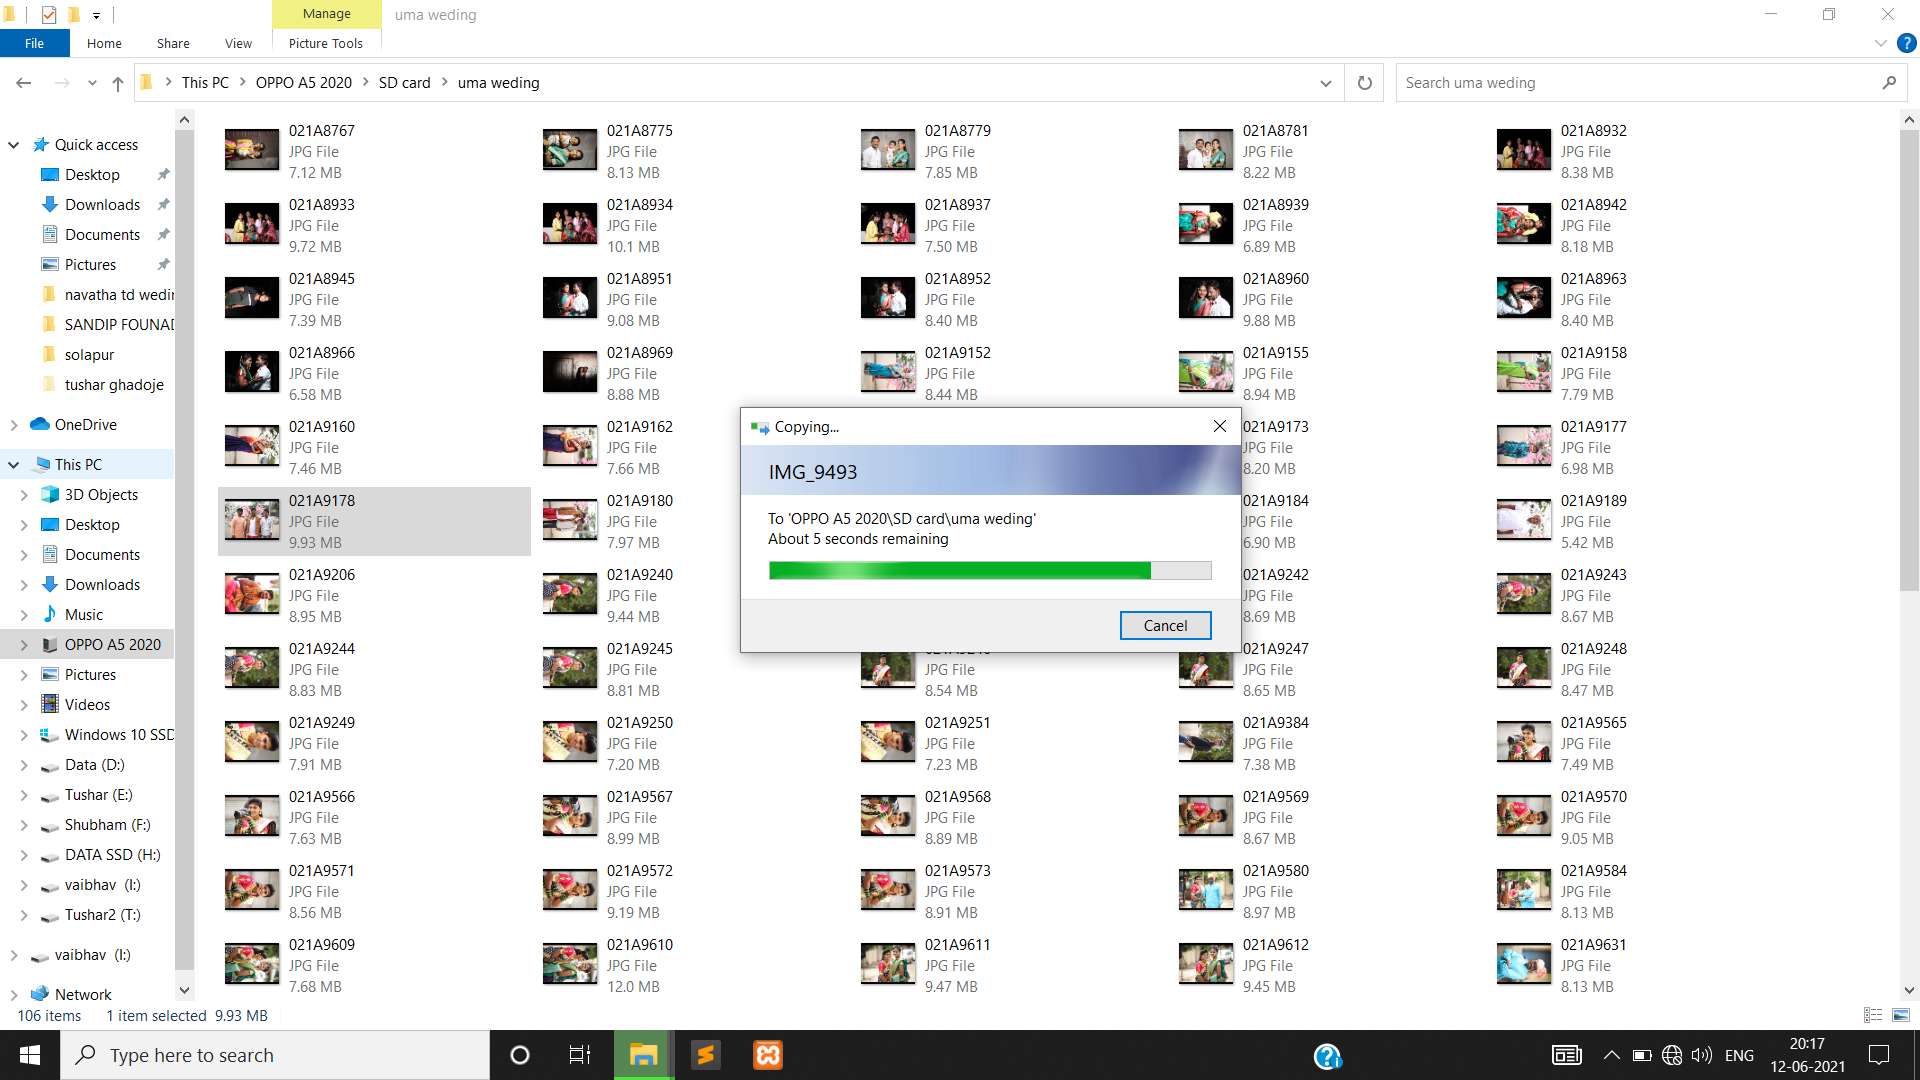 Manage
uma weding
File
Home
Share
View
Picture Tools
This PC
OPPO A5 2020
SD card
uma weding
Search uma weding
Quick access
Desktop
Downloads
Documents
Pictures
navatha td wedin
SANDIP FOUNAD
solapur
tushar ghadoje
OneDrive
This PC
3D Objects
Desktop
Documents
Downloads
Music
OPPO A5 2020
Pictures
Videos
Windows 10 SSD
Data (D:)
Tushar (E:)
Shubham (F:)
DATA SSD (H:)
vaibhav (I:)
Tushar2 (T:)
vaibhav (I:)
Network
021A8767
JPG File
7.12 MB
021A8775
JPG File
8.13 MB
021A8779
JPG File
7.85 MB
021A8781
JPG File
8.22 MB
021A8932
JPG File
8.38 MB
021A8933
JPG File
9.72 MB
021A8934
JPG File
10.1 MB
021A8937
JPG File
7.50 MB
021A8939
JPG File
6.89 MB
021A8942
JPG File
8.18 MB
021A8945
JPG File
7.39 MB
021A8951
JPG File
9.08 MB
021A8952
JPG File
8.40 MB
021A8960
JPG File
9.88 MB
021A8963
JPG File
8.40 MB
021A8966
JPG File
6.58 MB
021A8969
JPG File
8.88 MB
021A9152
JPG File
8.44 MB
021A9155
JPG File
8.94 MB
021A9158
JPG File
7.79 MB
021A9160
JPG File
7.46 MB
021A9162
JPG File
7.66 MB
021A9173
JPG File
8.20 MB
021A9177
JPG File
6.98 MB
021A9178
JPG File
9.93 MB
021A9180
JPG File
7.97 MB
021A9184
JPG File
6.90 MB
021A9189
JPG File
5.42 MB
021A9206
JPG File
8.95 MB
021A9240
JPG File
9.44 MB
021A9242
JPG File
8.69 MB
021A9243
JPG File
8.67 MB
021A9244
JPG File
8.83 MB
021A9245
JPG File
8.81 MB
JPG File
8.54 MB
021A9247
JPG File
8.65 MB
021A9248
JPG File
8.47 MB
021A9249
JPG File
7.91 MB
021A9250
JPG File
7.20 MB
021A9251
JPG File
7.23 MB
021A9384
JPG File
7.38 MB
021A9565
JPG File
7.49 MB
021A9566
JPG File
7.63 MB
021A9567
JPG File
8.99 MB
021A9568
JPG File
8.89 MB
021A9569
JPG File
8.67 MB
021A9570
JPG File
9.05 MB
021A9571
JPG File
8.56 MB
021A9572
JPG File
9.19 MB
021A9573
JPG File
8.91 MB
021A9580
JPG File
8.97 MB
021A9584
JPG File
8.13 MB
021A9609
JPG File
7.68 MB
021A9610
JPG File
12.0 MB
021A9611
JPG File
9.47 MB
021A9612
JPG File
9.45 MB
021A9631
JPG File
8.13 MB
Copying...
IMG_9493
To 'OPPO A5 2020\SD card\uma weding'
About 5 seconds remaining
Cancel
106 items
1 item selected 9.93 MB
Type here to search
ENG
20:17
12-06-2021